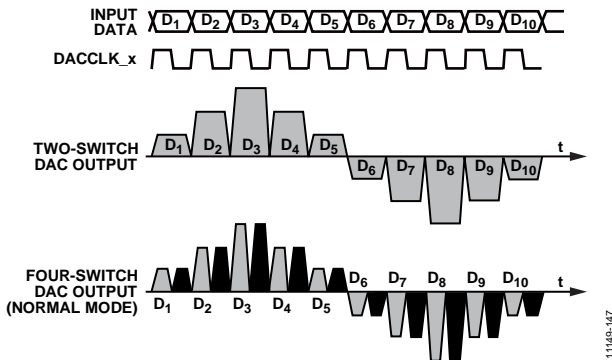 INPUT
DATA
D1 D2 D3 D4 D5 D6 D7 D8 D9 D10
DACCLK_x
TWO-SWITCH
DAC OUTPUT
D1 D2 D3 D4 D5
t
D6 D7 D8 D9 D10
FOUR-SWITCH
DAC OUTPUT
(NORMAL MODE)
D6 D7 D8 D9 D10
t
D1 D2 D3 D4 D5
11149-147